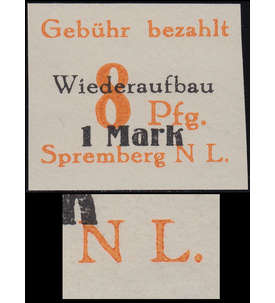 Gebühr bezahlt
Wiederaufbau
8 Pfg.
1 Mark
Spremberg N L.
N L.